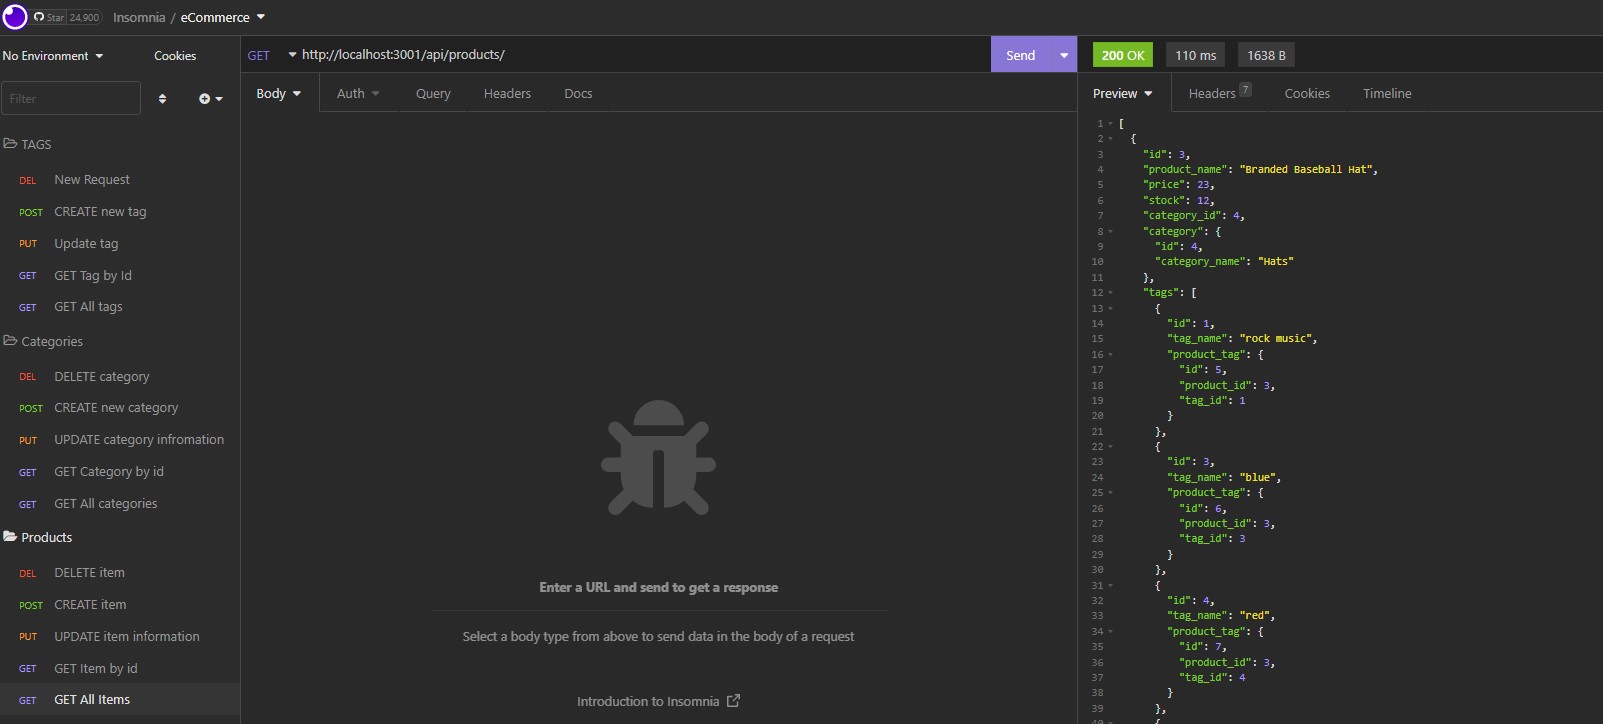 Star 24,900 Insomnia / eCommerce
No Environment Cookies
Filter
TAGS
DEL New Request
POST CREATE new tag
PUT Update tag
GET GET Tag by Id
GET GET All tags
Categories
DEL DELETE category
POST CREATE new category
PUT UPDATE category infromation
GET GET Category by id
GET GET All categories
Products
DEL DELETE item
POST CREATE item
PUT UPDATE item information
GET GET Item by id
GET GET All Items
GET http://localhost:3001/api/products/ Send
Body Auth Query Headers Docs
Enter a URL and send to get a response
Select a body type from above to send data in the body of a request
Introduction to Insomnia
200 OK 110 ms 1638 B
Preview Headers 7 Cookies Timeline
1 [
2 {
3 "id": 3,
4 "product_name": "Branded Baseball Hat",
5 "price": 23,
6 "stock": 12,
7 "category_id": 4,
8 "category": {
9 "id": 4,
10 "category_name": "Hats"
11 },
12 "tags": [
13 {
14 "id": 1,
15 "tag_name": "rock music",
16 "product_tag": {
17 "id": 5,
18 "product_id": 3,
19 "tag_id": 1
20 }
21 },
22 {
23 "id": 3,
24 "tag_name": "blue",
25 "product_tag": {
26 "id": 6,
27 "product_id": 3,
28 "tag_id": 3
29 }
30 },
31 {
32 "id": 4,
33 "tag_name": "red",
34 "product_tag": {
35 "id": 7,
36 "product_id": 3,
37 "tag_id": 4
38 }
39 },
40 {